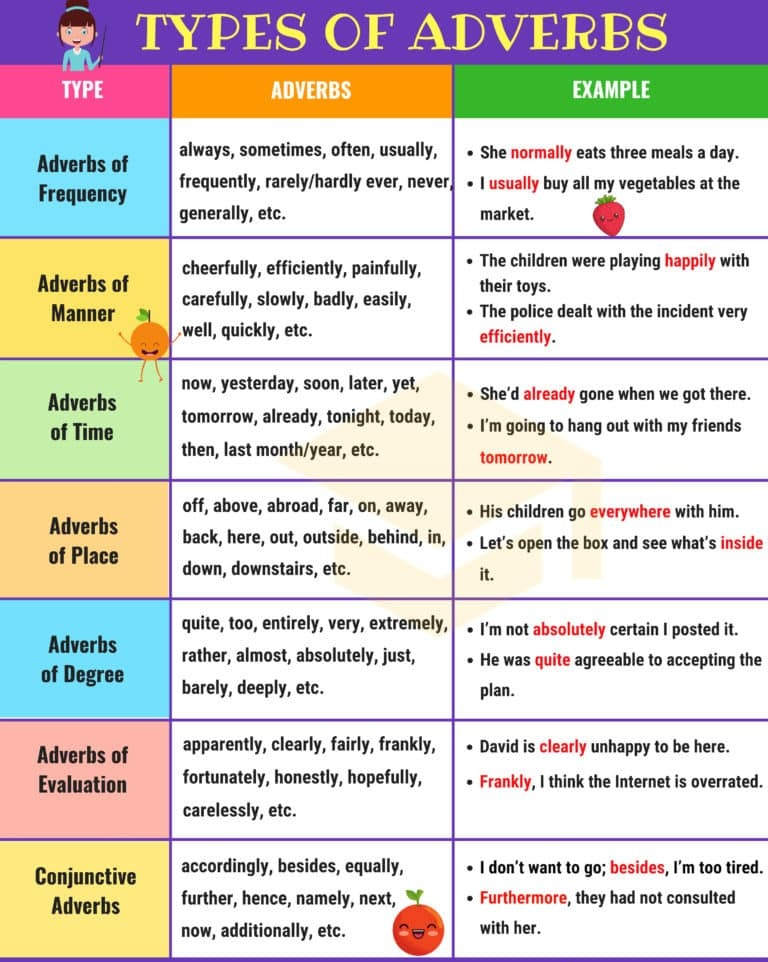 TYPES OF ADVERBS
TYPE
ADVERBS
EXAMPLE
Adverbs of
Frequency
always, sometimes, often, usually,
frequently, rarely/hardly ever, never,
generally, etc.
• She normally eats three meals a day.
• I usually buy all my vegetables at the
market.
Adverbs of
Manner
cheerfully, efficiently, painfully,
carefully, slowly, badly, easily,
well, quickly, etc.
• The children were playing happily with
their toys.
• The police dealt with the incident very
efficiently.
Adverbs
of Time
now, yesterday, soon, later, yet,
tomorrow, already, tonight, today,
then, last month/year, etc.
• She’d already gone when we got there.
• I’m going to hang out with my friends
tomorrow.
Adverbs
of Place
off, above, abroad, far, on, away,
back, here, out, outside, behind, in,
down, downstairs, etc.
• His children go everywhere with him.
• Let’s open the box and see what’s inside
it.
Adverbs
of Degree
quite, too, entirely, very, extremely,
rather, almost, absolutely, just,
barely, deeply, etc.
• I’m not absolutely certain I posted it.
• He was quite agreeable to accepting the
plan.
Adverbs of
Evaluation
apparently, clearly, fairly, frankly,
fortunately, honestly, hopefully,
carelessly, etc.
• David is clearly unhappy to be here.
• Frankly, I think the Internet is overrated.
Conjunctive
Adverbs
accordingly, besides, equally,
further, hence, namely, next,
now, additionally, etc.
• I don’t want to go; besides, I’m too tired.
• Furthermore, they had not consulted
with her.